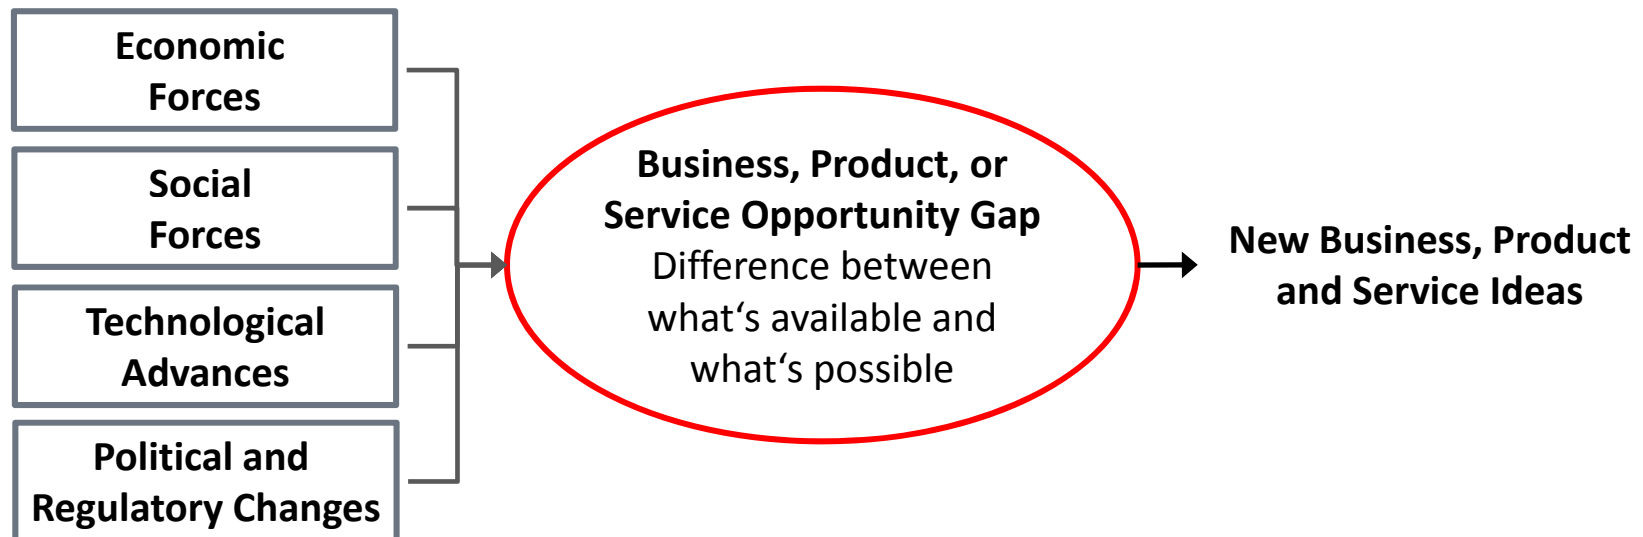 Economic
Forces
Social
Forces
Technological
Advances
Political and
Regulatory Changes
Business, Product, or
Service Opportunity Gap
Difference between
what‘s available and
what‘s possible
New Business, Product
and Service Ideas